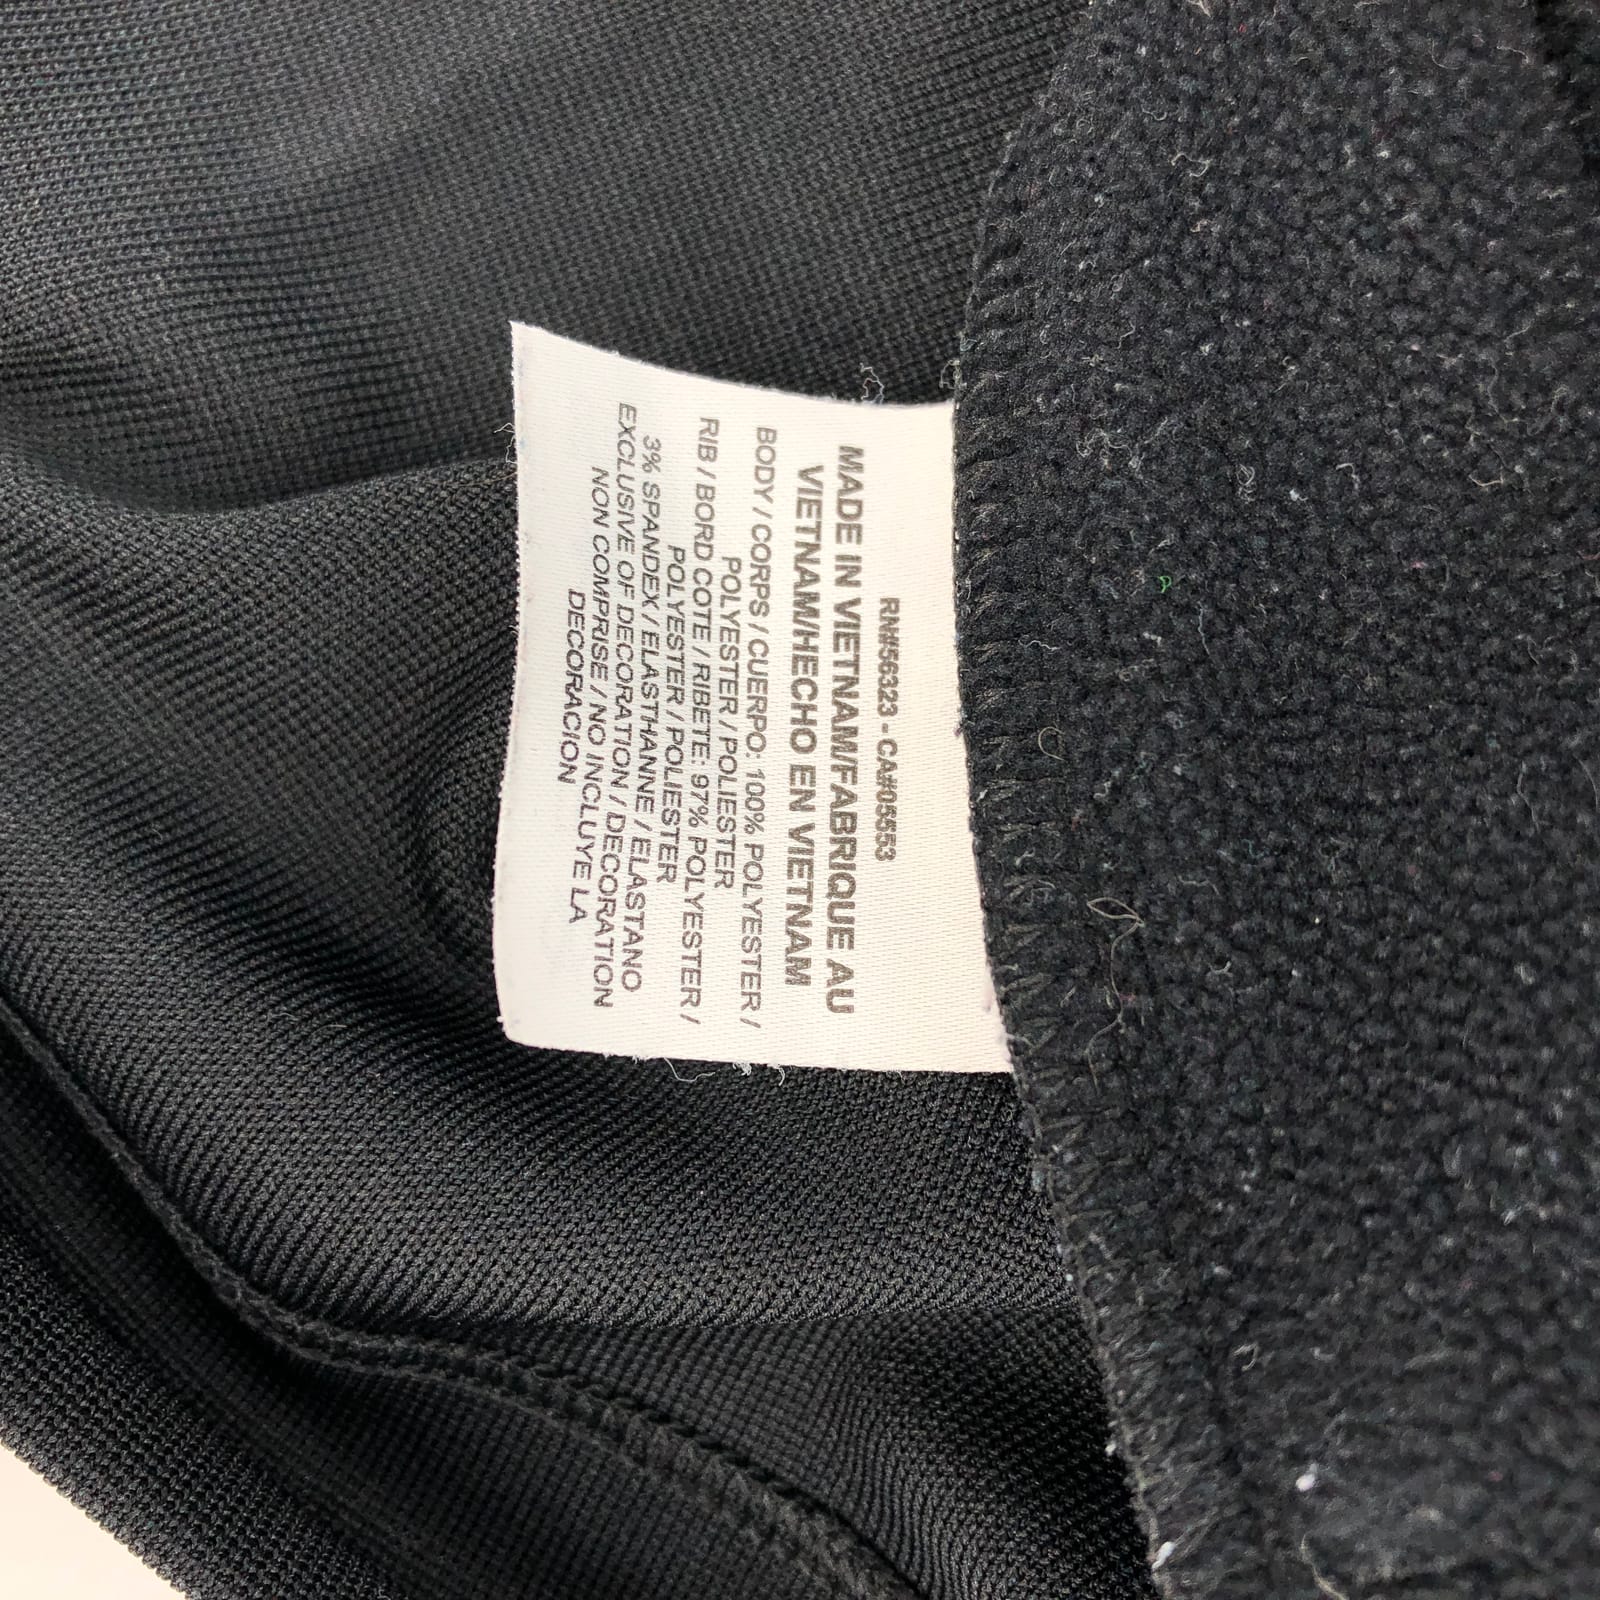 RN#56323 - CA#05553
MADE IN VIETNAM/FABRIQUE AU
VIETNAM/HECHO EN VIETNAM
BODY / CORPS / CUERPO: 100% POLYESTER /
POLYESTER / POLIESTER
RIB / BORD COTE / RIBETE: 97% POLYESTER /
POLYESTER / POLIESTER
3% SPANDEX / ELASTHANNE / ELASTANO
EXCLUSIVE OF DECORATION / DECORATION
NON COMPRISE / NO INCLUYE LA
DECORACION